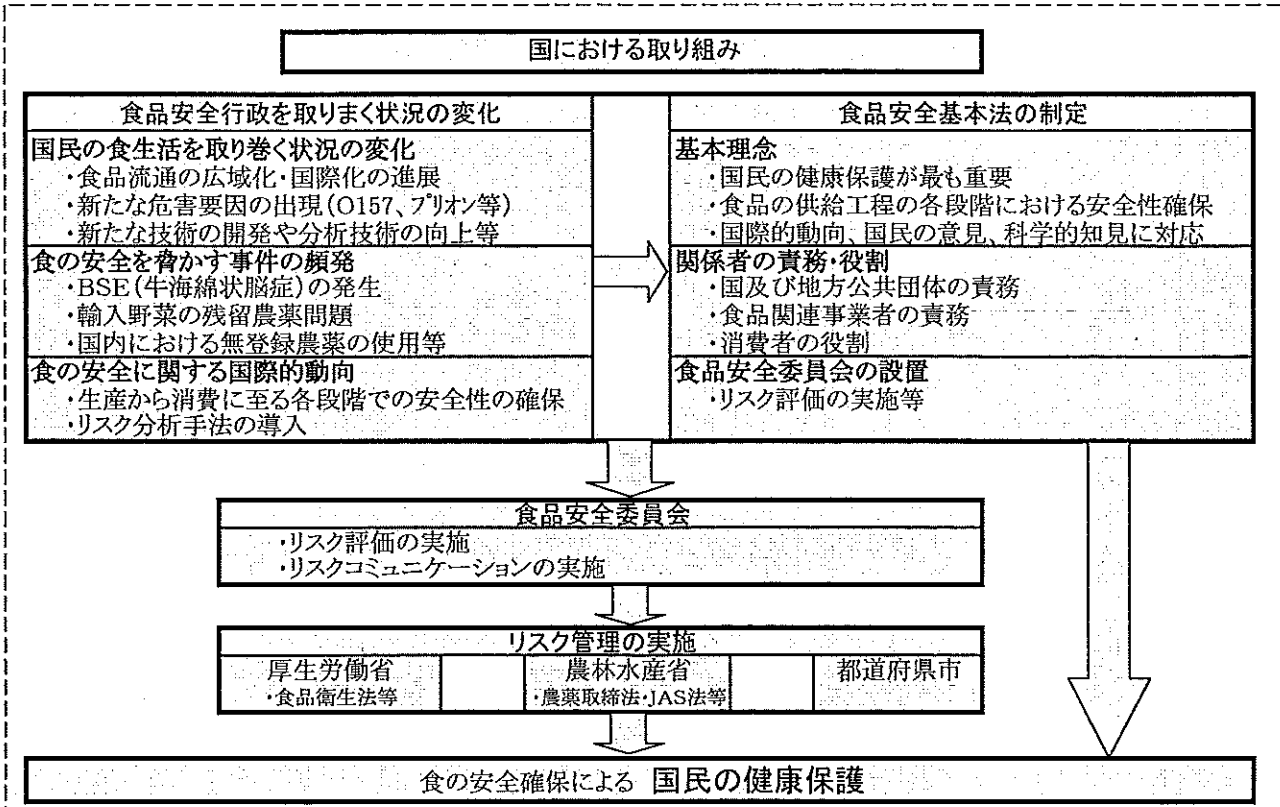 国における取り組み
食品安全行政を取りまく状況の変化
国民の食生活を取り巻く状況の変化
・食品流通の広域化・国際化の進展
・新たな危害要因の出現(O157、プリオン等)
・新たな技術の開発や分析技術の向上等
食の安全を脅かす事件の頻発
・BSE(牛海綿状脳症)の発生
・輸入野菜の残留農薬問題
・国内における無登録農薬の使用等
食の安全に関する国際的動向
・生産から消費に至る各段階での安全性の確保
・リスク分析手法の導入
食品安全基本法の制定
基本理念
・国民の健康保護が最も重要
・食品の供給工程の各段階における安全性確保
・国際的動向、国民の意見、科学的知見に対応
関係者の責務・役割
・国及び地方公共団体の責務
・食品関連事業者の責務
・消費者の役割
食品安全委員会の設置
・リスク評価の実施等
食品安全委員会
・リスク評価の実施
・リスクコミュニケーションの実施
リスク管理の実施
厚生労働省
・食品衛生法等
農林水産省
・農薬取締法・JAS法等
都道府県市
食の安全確保による 国民の健康保護